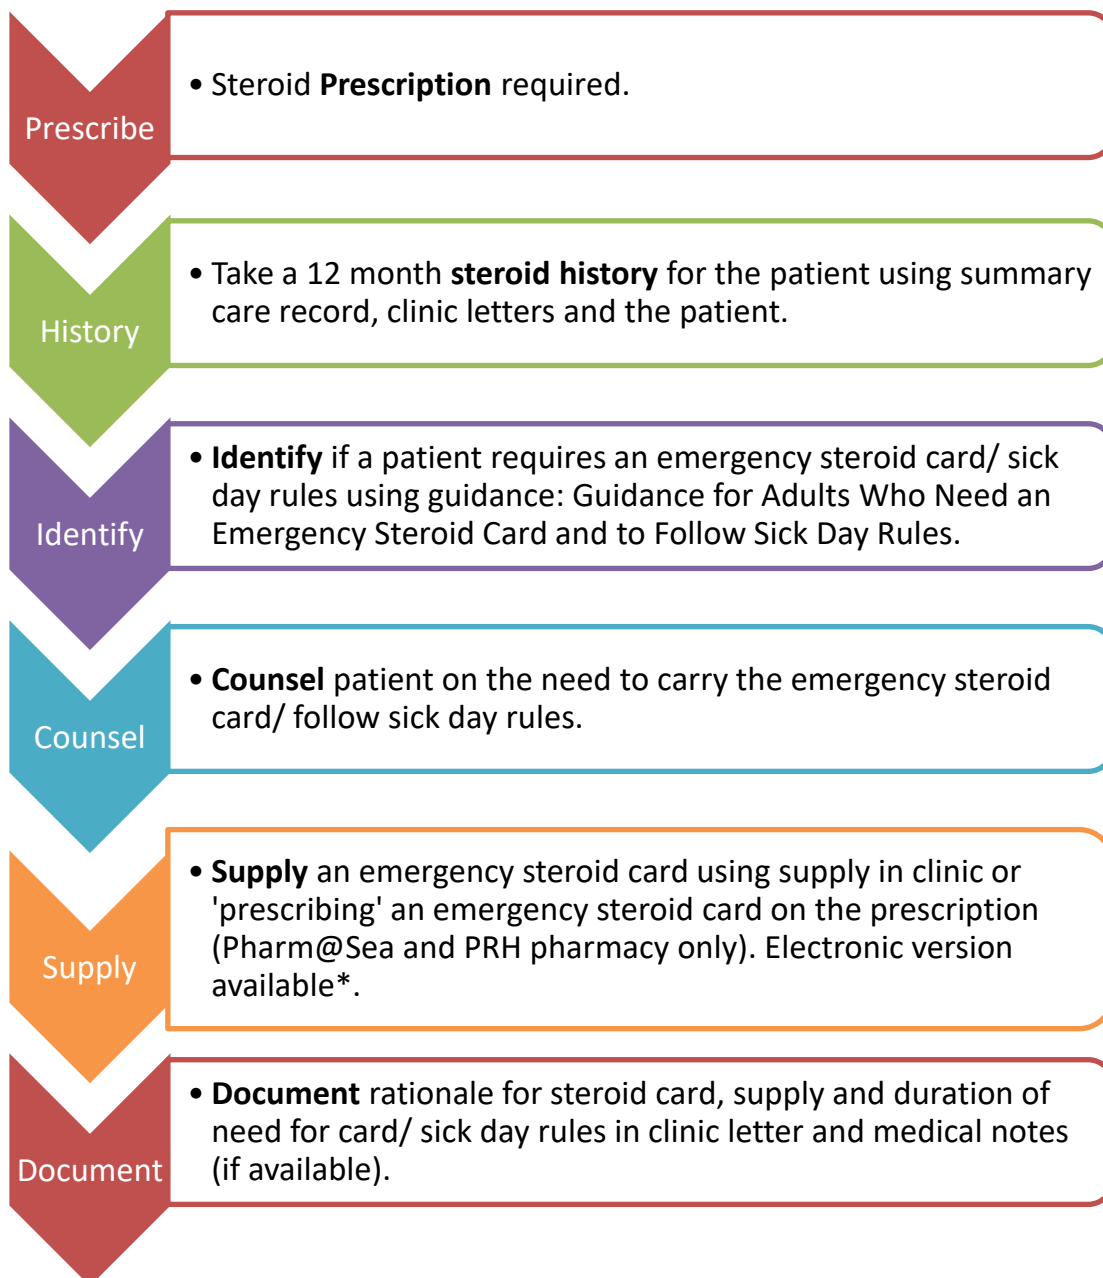 Prescribe
• Steroid Prescription required.
History
• Take a 12 month steroid history for the patient using summary
care record, clinic letters and the patient.
Identify
• Identify if a patient requires an emergency steroid card/ sick
day rules using guidance: Guidance for Adults Who Need an
Emergency Steroid Card and to Follow Sick Day Rules.
Counsel
• Counsel patient on the need to carry the emergency steroid
card/ follow sick day rules.
Supply
• Supply an emergency steroid card using supply in clinic or
'prescribing' an emergency steroid card on the prescription
(Pharm@Sea and PRH pharmacy only). Electronic version
available*.
Document
• Document rationale for steroid card, supply and duration of
need for card/ sick day rules in clinic letter and medical notes
(if available).